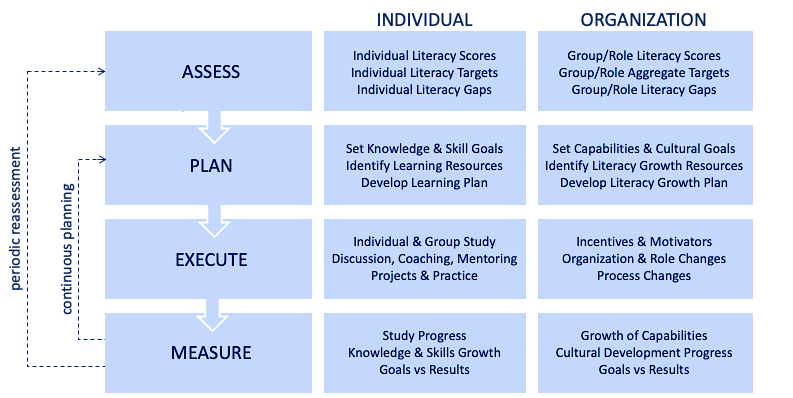 INDIVIDUAL
ORGANIZATION
ASSESS
Individual Literacy Scores
Individual Literacy Targets
Individual Literacy Gaps
Group/Role Literacy Scores
Group/Role Aggregate Targets
Group/Role Literacy Gaps
PLAN
Set Knowledge & Skill Goals
Identify Learning Resources
Develop Learning Plan
Set Capabilities & Cultural Goals
Identify Literacy Growth Resources
Develop Literacy Growth Plan
EXECUTE
Individual & Group Study
Discussion, Coaching, Mentoring
Projects & Practice
Incentives & Motivators
Organization & Role Changes
Process Changes
MEASURE
Study Progress
Knowledge & Skills Growth
Goals vs Results
Growth of Capabilities
Cultural Development Progress
Goals vs Results
periodic reassessment
continuous planning